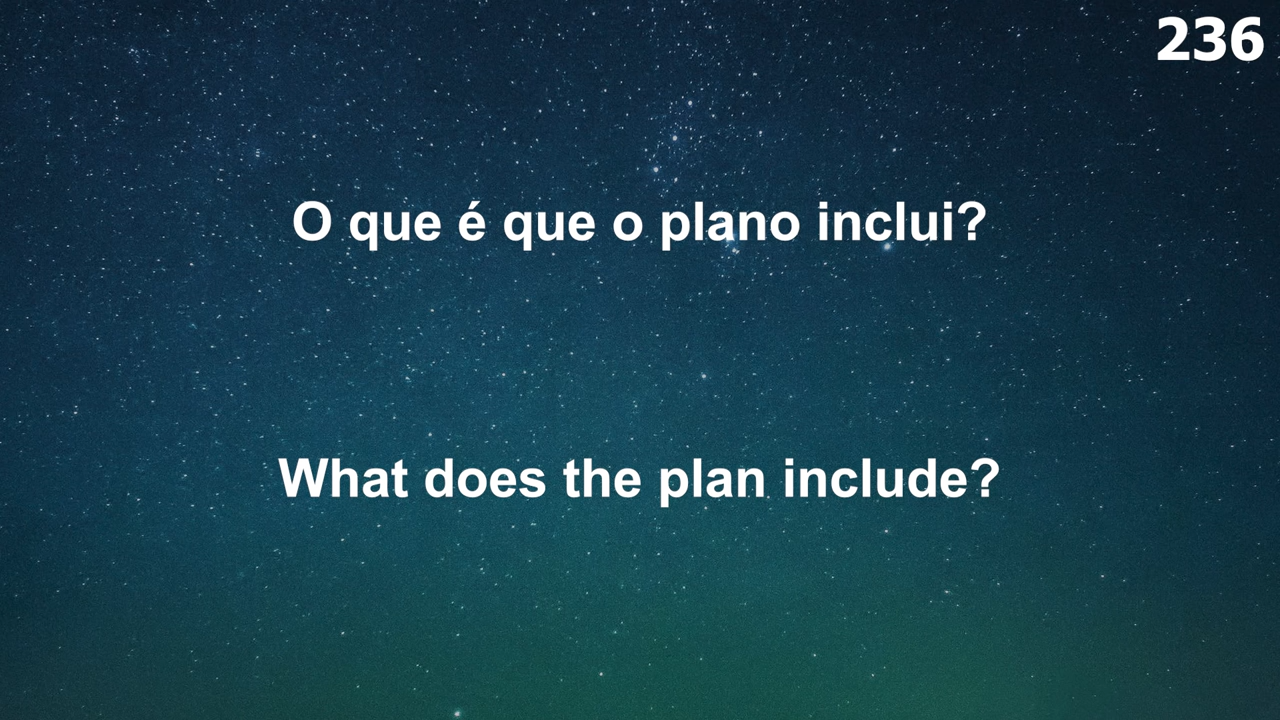 236
O que é que o plano inclui?
What does the plan include?